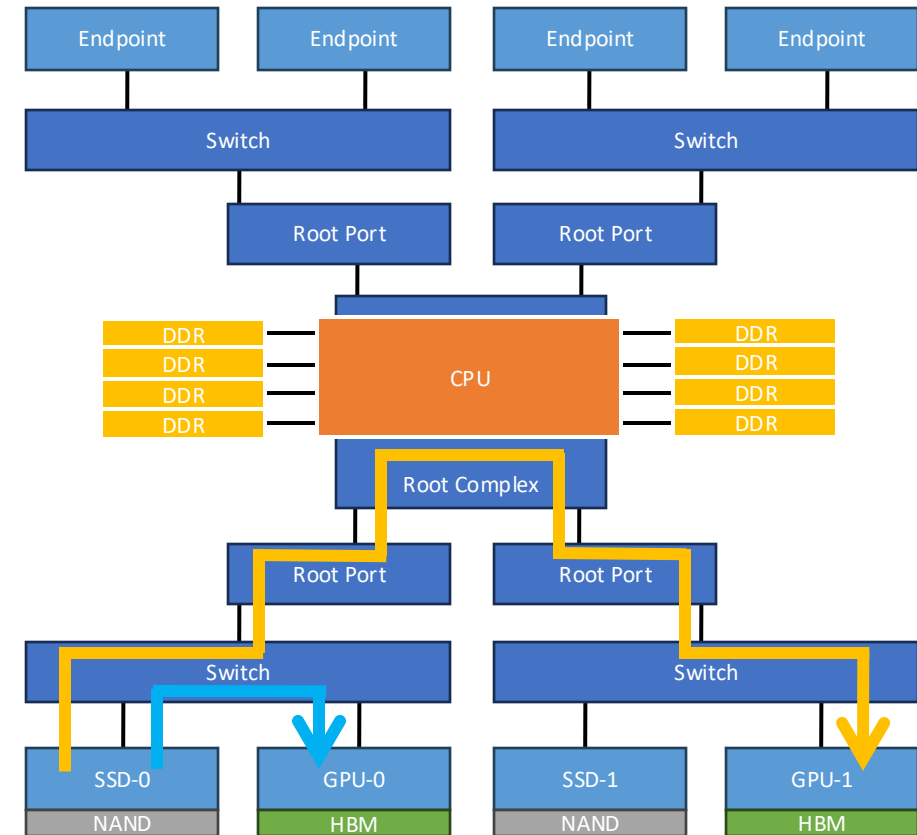 Endpoint
Endpoint
Endpoint
Endpoint
Switch
Switch
Root Port
Root Port
DDR
DDR
DDR
DDR
CPU
DDR
DDR
DDR
DDR
Root Complex
Root Port
Root Port
Switch
Switch
SSD-0
GPU-0
SSD-1
GPU-1
NAND
HBM
NAND
HBM